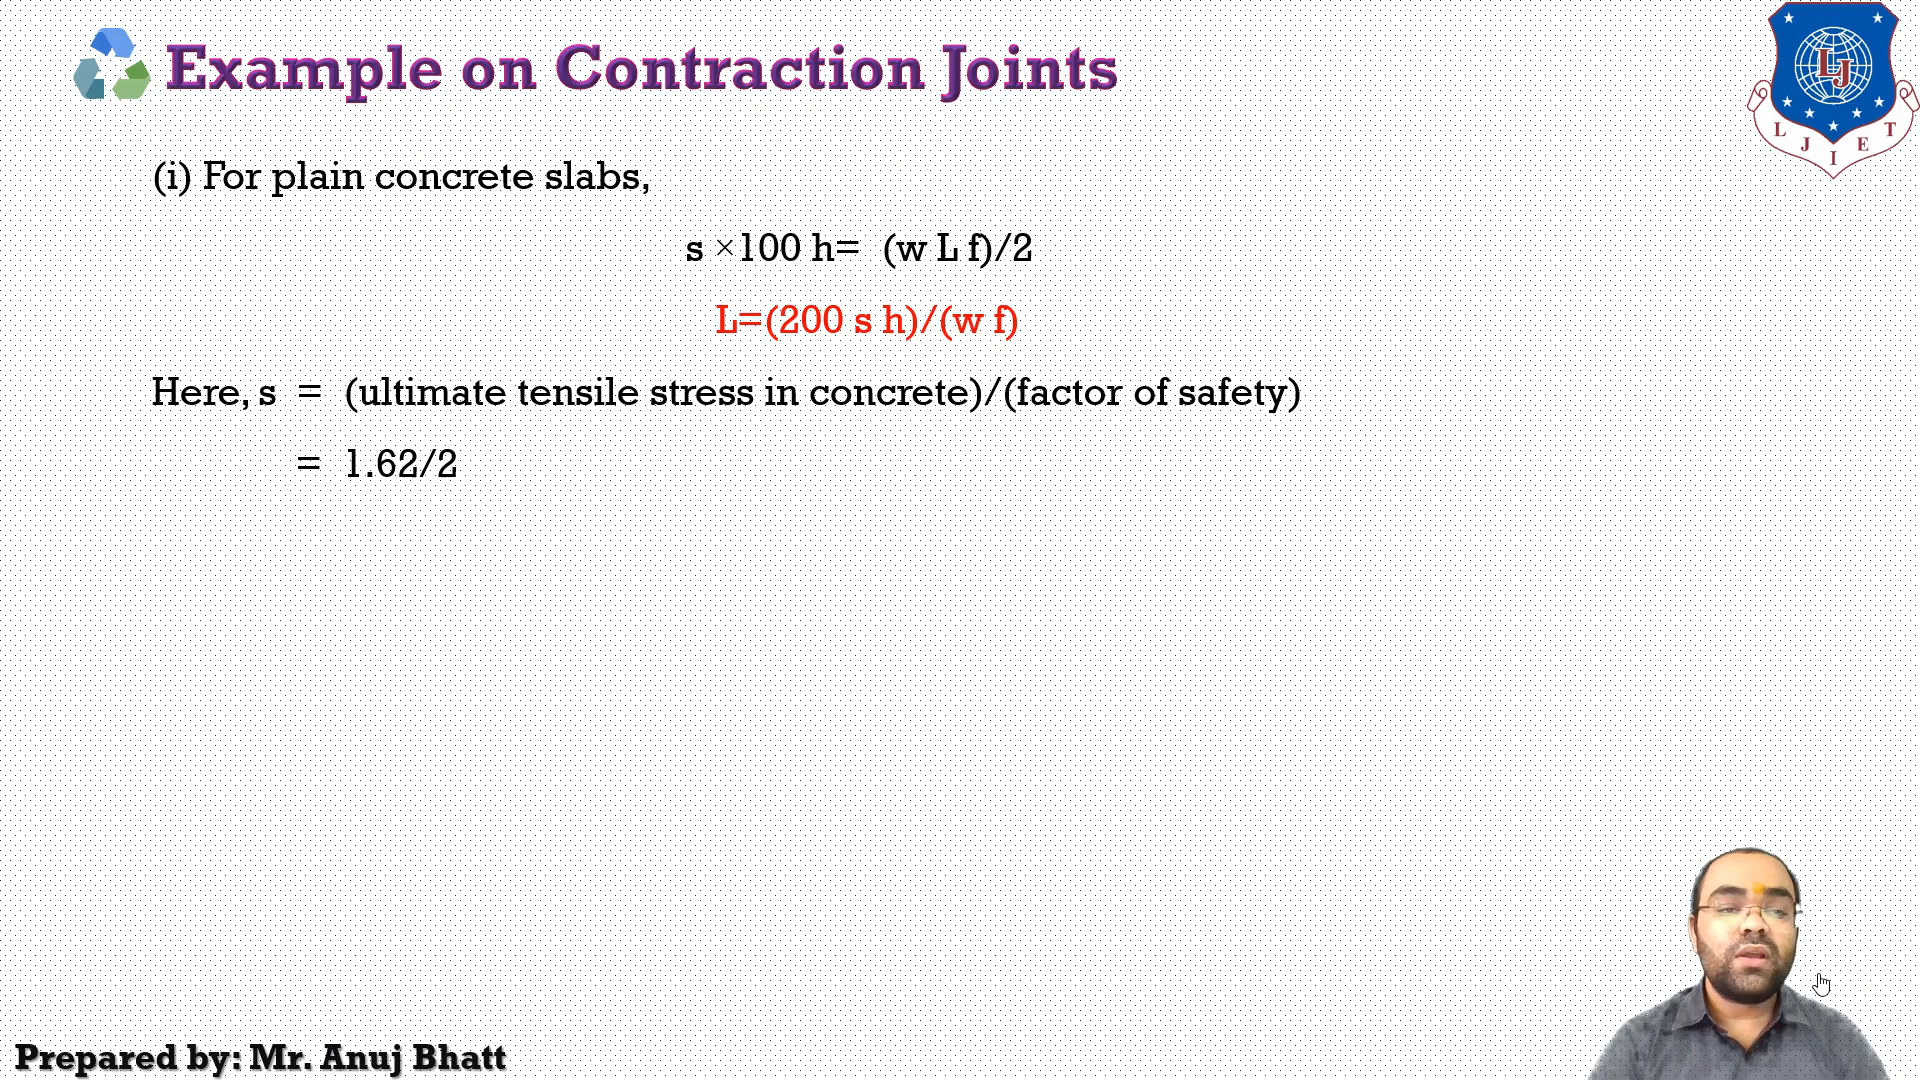 Example on Contraction Joints
LJ
L J I E T
(i) For plain concrete slabs,
s ×100 h= (w L f)/2
L=(200 s h)/(w f)
Here, s = (ultimate tensile stress in concrete)/(factor of safety)
= 1.62/2
Prepared by: Mr. Anuj Bhatt